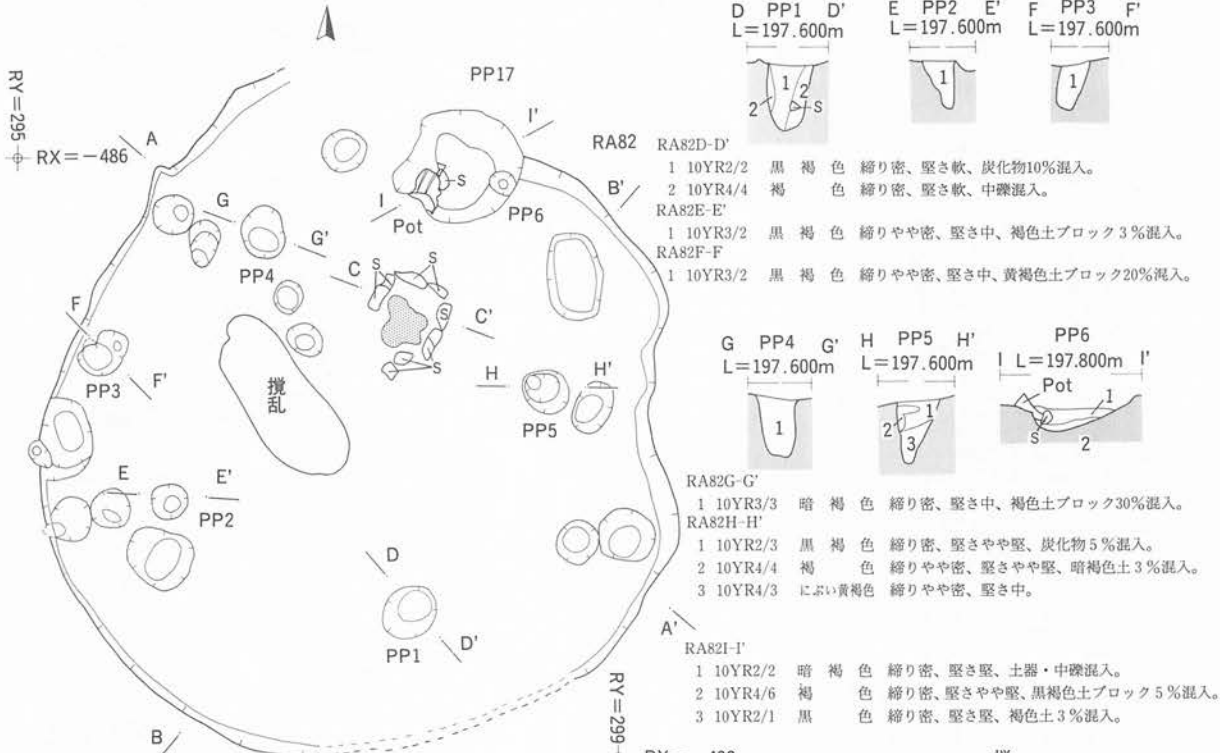 D PP1 D'
L=197.600m
1
2
2
S
E PP2 E'
L=197.600m
1
F PP3 F'
L=197.600m
1
RA82D-D'
1 10YR2/2 黒褐色 締り密、堅さ軟、炭化物10%混入。
2 10YR4/4 褐色 締り密、堅さ軟、中礫混入。
RA82E-E'
1 10YR3/2 黒褐色 締りやや密、堅さ中、褐色土ブロック3%混入。
RA82F-F
1 10YR3/2 黒褐色 締りやや密、堅さ中、黄褐色土ブロック20%混入。
G PP4 G'
L=197.600m
1
H PP5 H'
L=197.600m
1
2
3
PP6
I L=197.800m I'
Pot
1
S
2
RA82G-G'
1 10YR3/3 暗褐色 締り密、堅さ中、褐色土ブロック30%混入。
RA82H-H'
1 10YR2/3 黒褐色 締り密、堅さやや堅、炭化物5%混入。
2 10YR4/4 褐色 締りやや密、堅さやや堅、暗褐色土3%混入。
3 10YR4/3 にぶい黄褐色 締りやや密、堅さ中。
RA82I-I'
1 10YR2/2 暗褐色 締り密、堅さ堅、土器・中礫混入。
2 10YR4/6 褐色 締り密、堅さやや堅、黒褐色土ブロック5%混入。
3 10YR2/1 黒色 締り密、堅さ堅、褐色土3%混入。
RY=295
RX=-486
A
PP17
I'
RA82
B'
S
I
Pot
PP6
G
G'
PP4
C
S
S
S
C'
S
F
PP3
F'
撹乱
H
H'
PP5
E
E'
PP2
D
D'
PP1
A'
B
RY=299